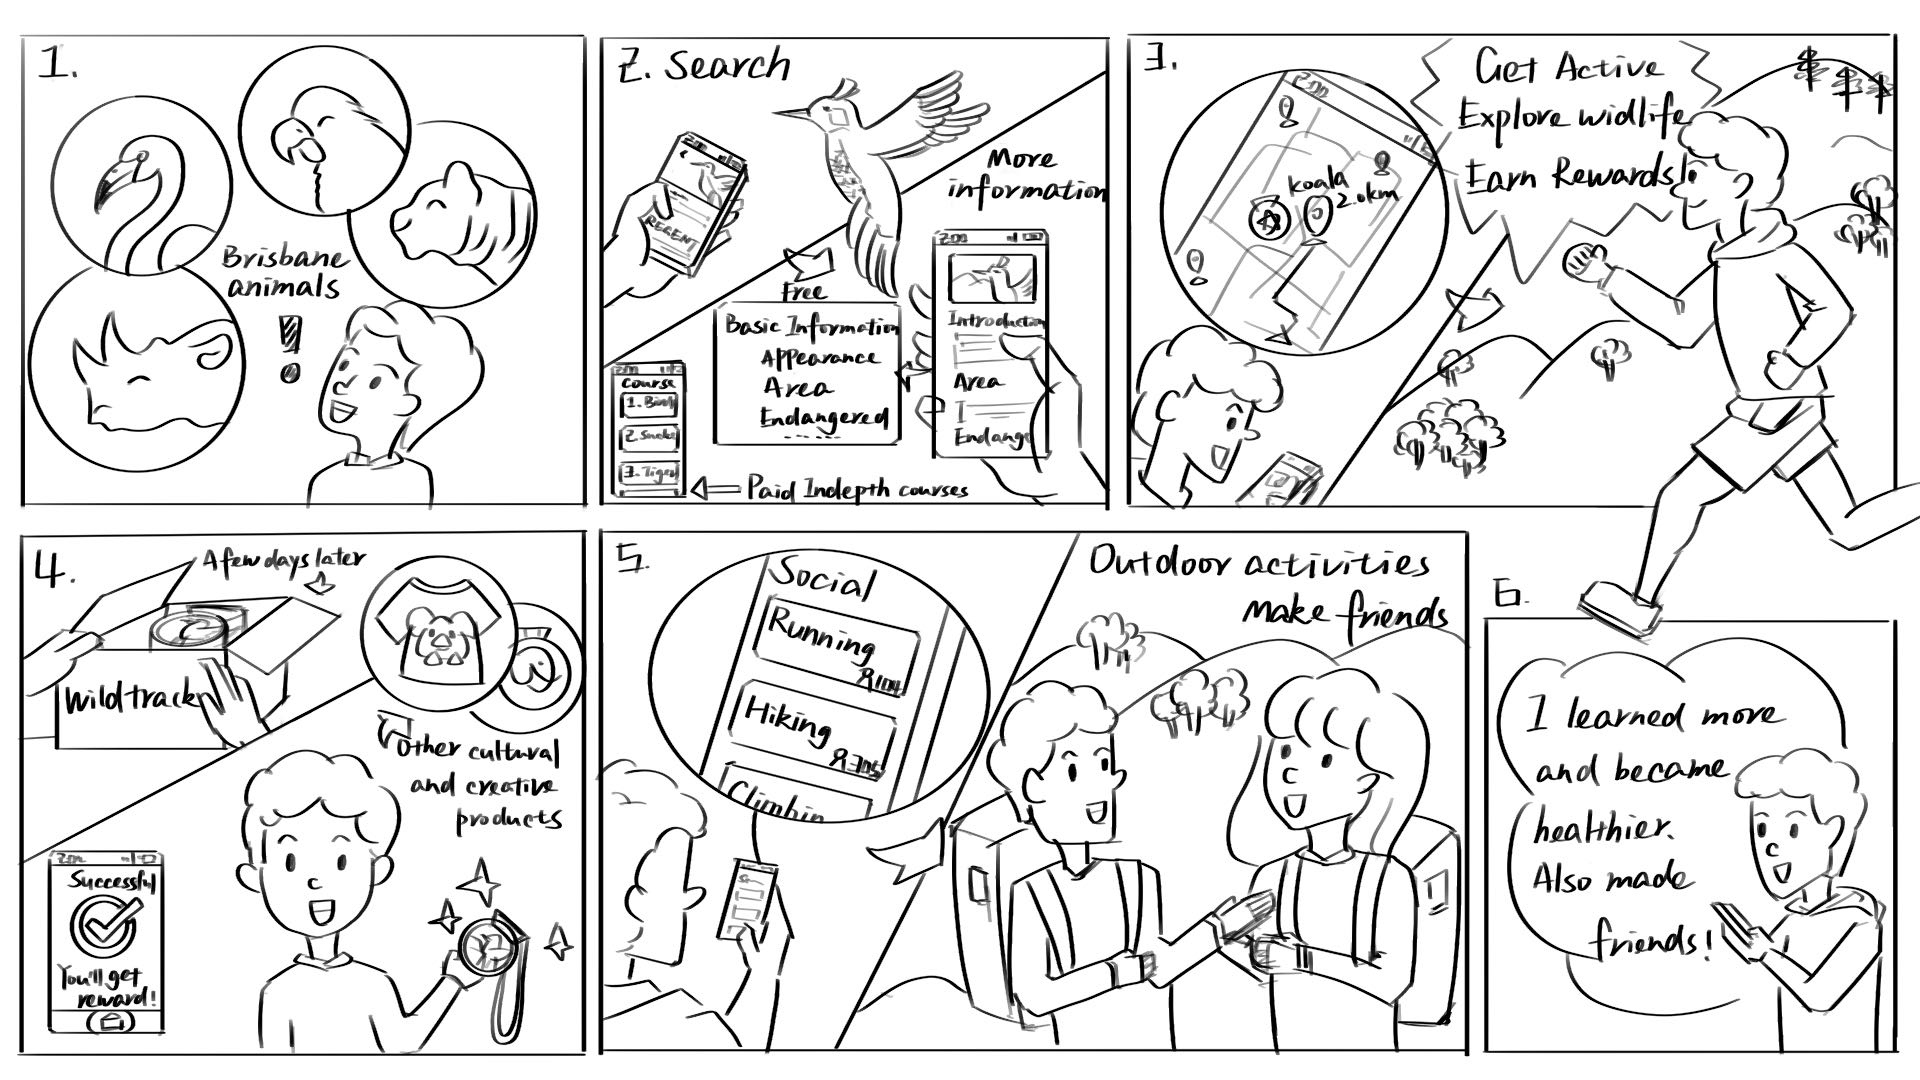 1.
Brisbane
animals
!
2. Search
RECENT
Free
Basic Information
Appearance
Area
Endangered
......
More
information
2:00
Introduction
Area
Endange
Course
1. Bird
2. Snake
3. Tiger
Paid Indepth courses
3.
2:00
koala
2.0km
Get Active
Explore widlife
Earn Rewards!
4.
A few days later
Wildtrack
Other cultural
and creative
products
Successful
You'll get
reward!
5.
Social
Running
Hiking
Climbin
Outdoor activities
make friends
6.
I learned more
and became
healthier.
Also made
friends!